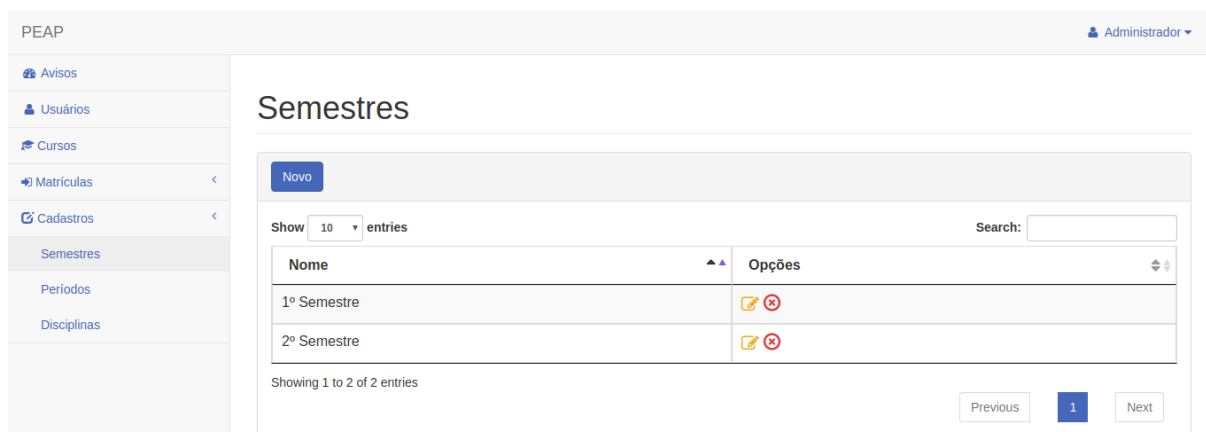 PEAP
Administrador
Avisos
Usuários
Cursos
Matrículas
Cadastros
Semestres
Períodos
Disciplinas
Semestres
Novo
Show 10 entries
Search:
Nome Opções
1º Semestre
2º Semestre
Showing 1 to 2 of 2 entries
Previous 1 Next